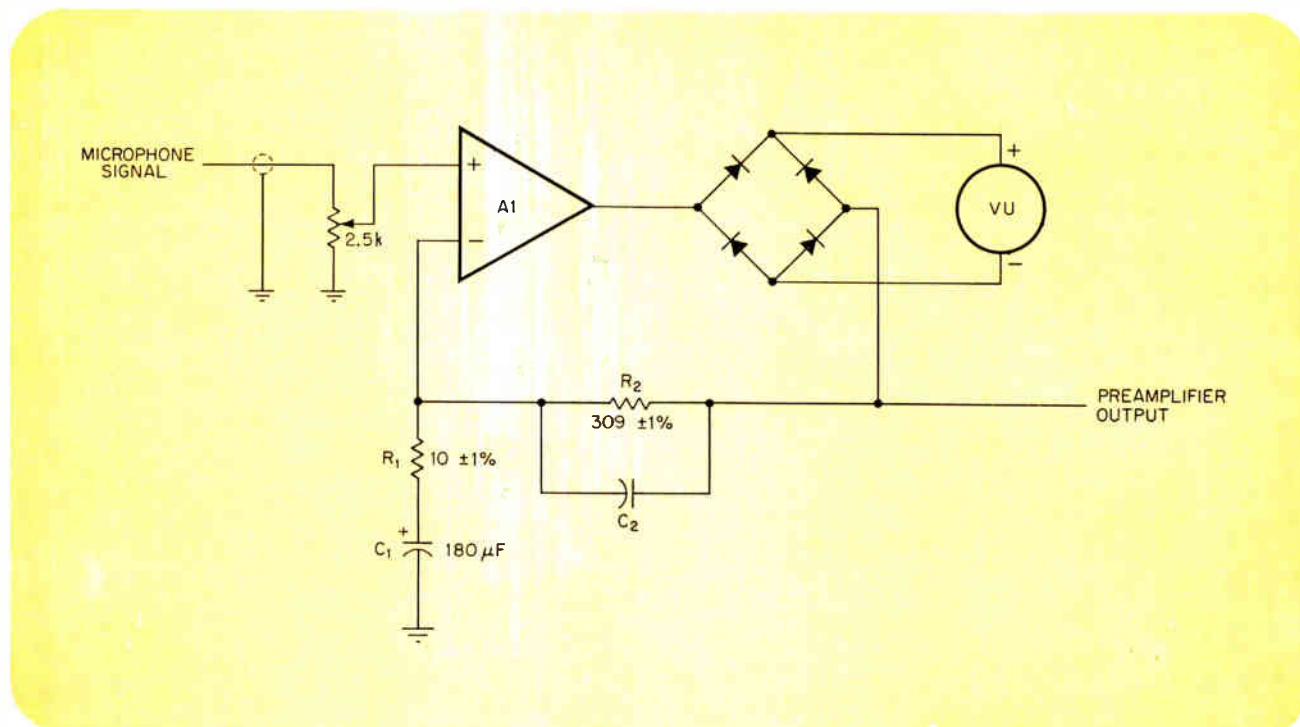 MICROPHONE
SIGNAL
2.5k
+
−
A1
+
VU
−
R₂
309 ±1%
C₂
R₁ 10 ±1%
+
C₁ 180 μF
PREAMPLIFIER
OUTPUT